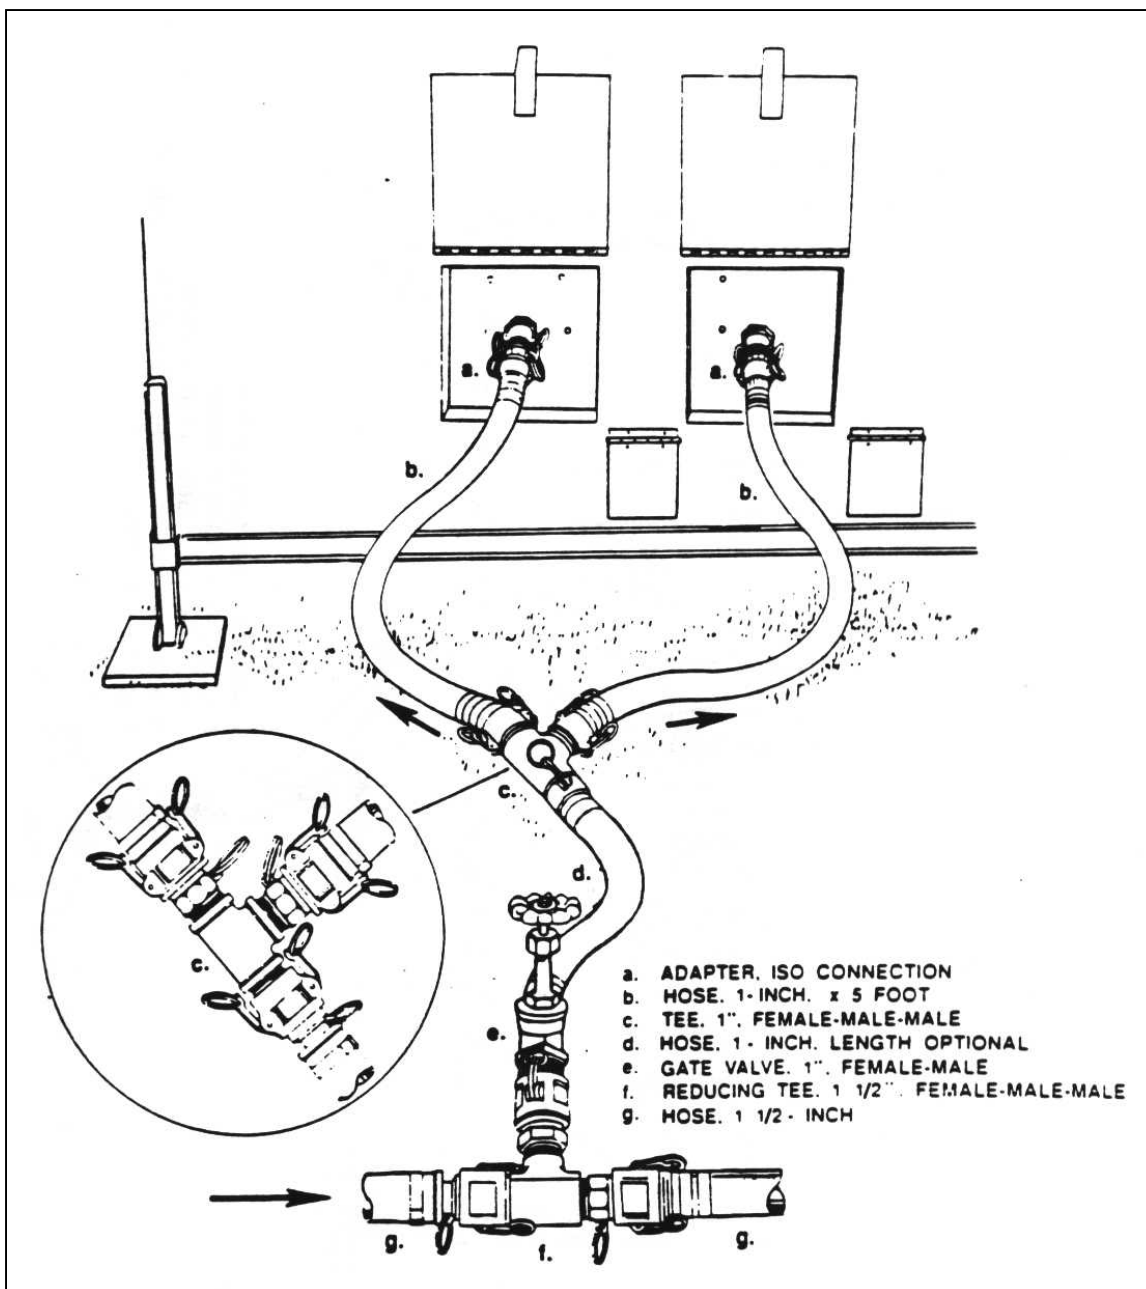 a.
a.
b.
b.
c.
d.
c.
e.
a. ADAPTER. ISO CONNECTION
b. HOSE. 1-INCH. x 5 FOOT
c. TEE. 1". FEMALE-MALE-MALE
d. HOSE. 1 - INCH. LENGTH OPTIONAL
e. GATE VALVE. 1". FEMALE-MALE
f. REDUCING TEE. 1 1/2". FEMALE-MALE-MALE
g. HOSE. 1 1/2 - INCH
g.
f.
g.